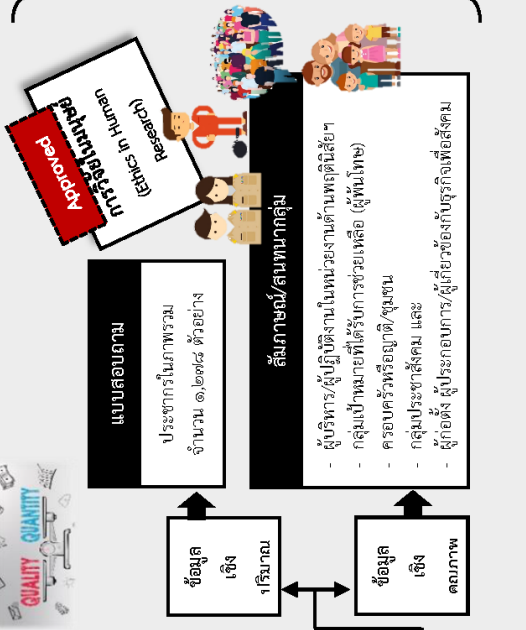 QUALITY QUANTITY
ข้อมูล
เชิง
ปริมาณ
แบบสอบถาม
ประชากรในภาพรวม
จำนวน ๑,๒๗๘ ตัวอย่าง
Approved
การวิจัยในมนุษย์
(Ethics in Human
Research)
ข้อมูล
เชิง
คุณภาพ
สัมภาษณ์/สนทนากลุ่ม
- ผู้บริหาร/ผู้ปฏิบัติงานในหน่วยงานด้านพฤตินิสัยฯ
- กลุ่มเป้าหมายที่ได้รับการช่วยเหลือ (ผู้พ้นโทษ)
- ครอบครัวหรือญาติ/ชุมชน
- กลุ่มประชาสังคม และ
- ผู้ก่อตั้ง ผู้ประกอบการ/ผู้เกี่ยวข้องกับธุรกิจเพื่อสังคม